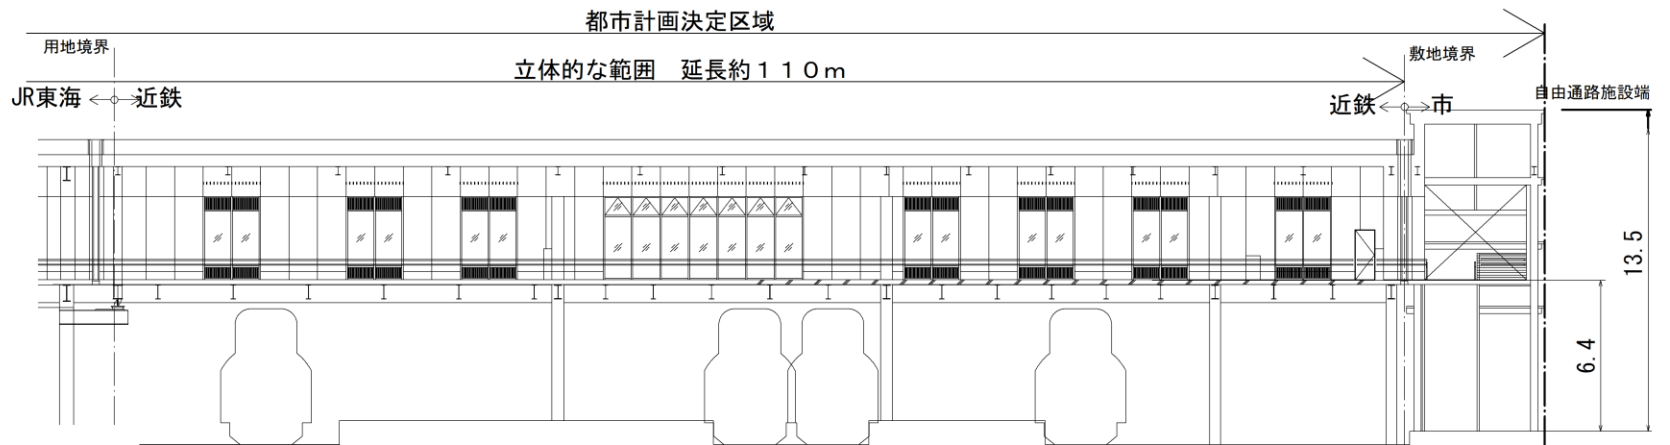 都市計画決定区域
用地境界
敷地境界
立体的な範囲　延長約１１０ｍ
JR東海
近鉄
近鉄
市
自由通路施設端
13.5
6.4